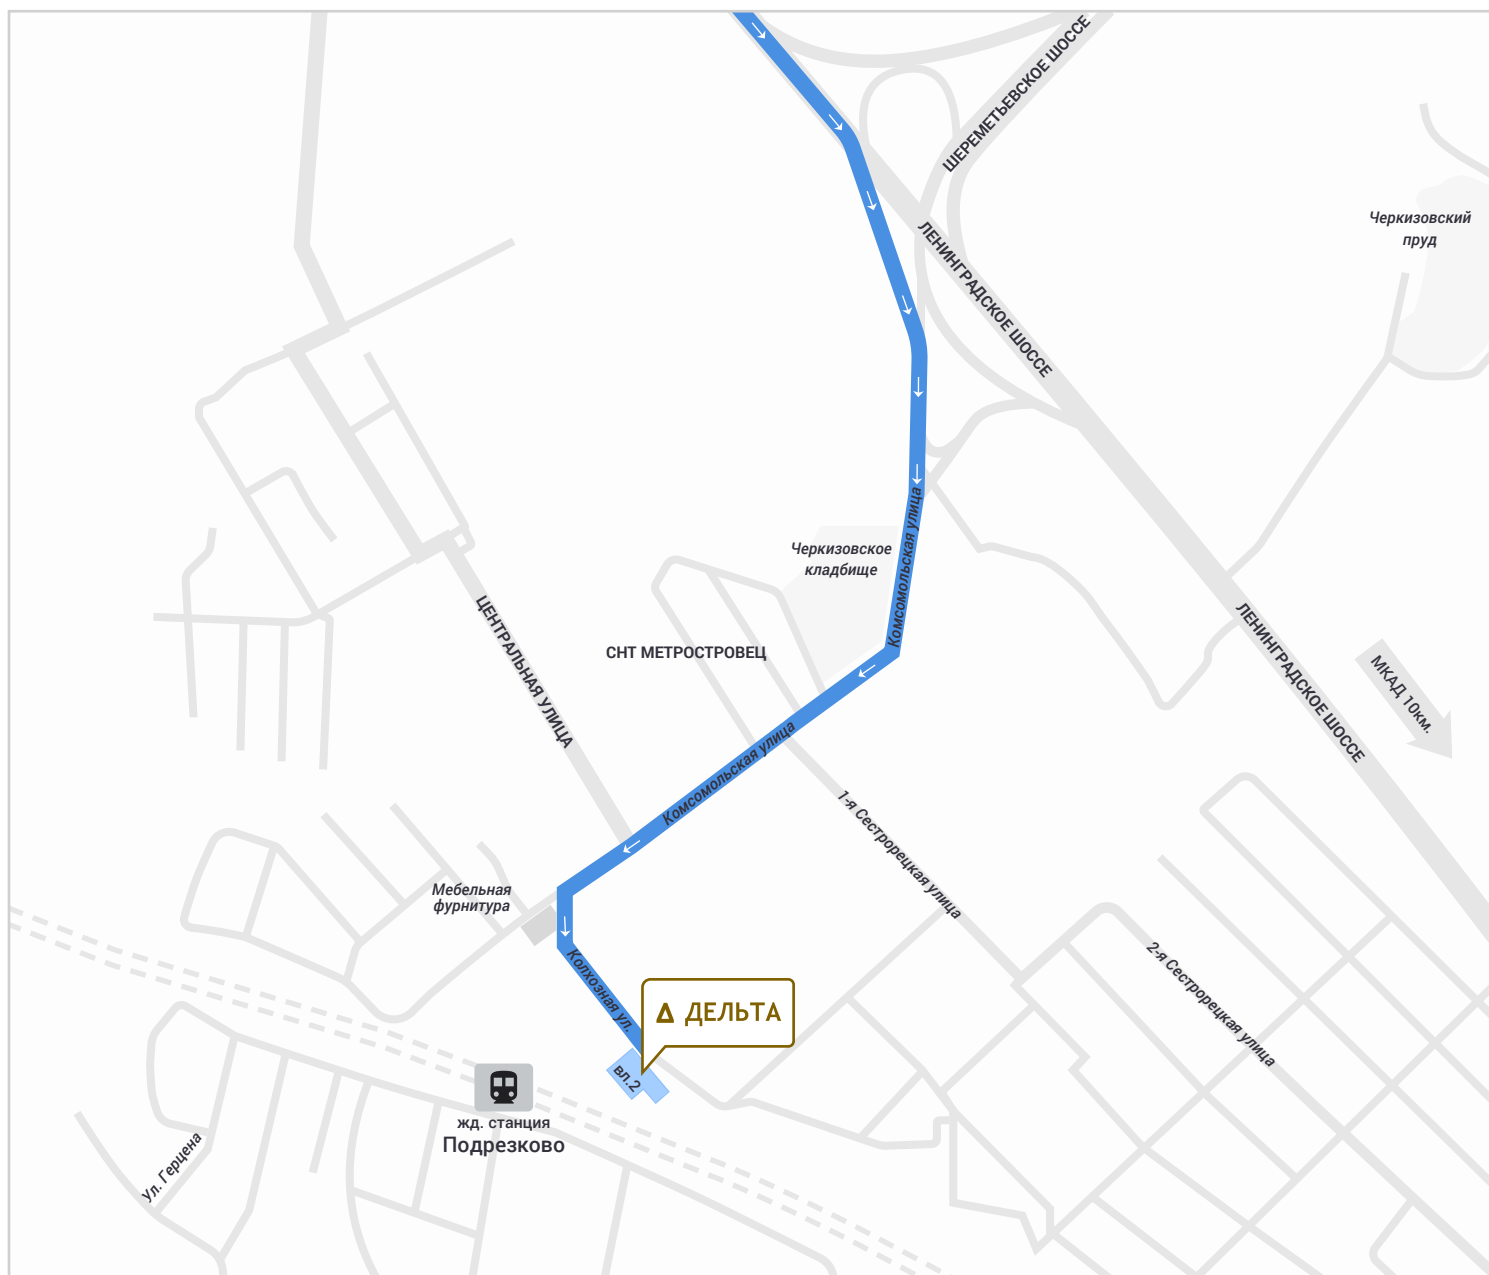 ШЕРЕМЕТЬЕВСКОЕ ШОССЕ
Черкизовский
пруд
ЛЕНИНГРАДСКОЕ ШОССЕ
Комсомольская улица
Черкизовское
кладбище
ЦЕНТРАЛЬНАЯ УЛИЦА
СНТ МЕТРОСТРОВЕЦ
ЛЕНИНГРАДСКОЕ ШОССЕ
МКАД 10км.
Комсомольская улица
1-я Сестрорецкая улица
Мебельная
фурнитура
Колхозная ул.
2-я Сестрорецкая улица
ДЕЛЬТА
вл.2
жд. станция
Подрезково
Ул. Герцена